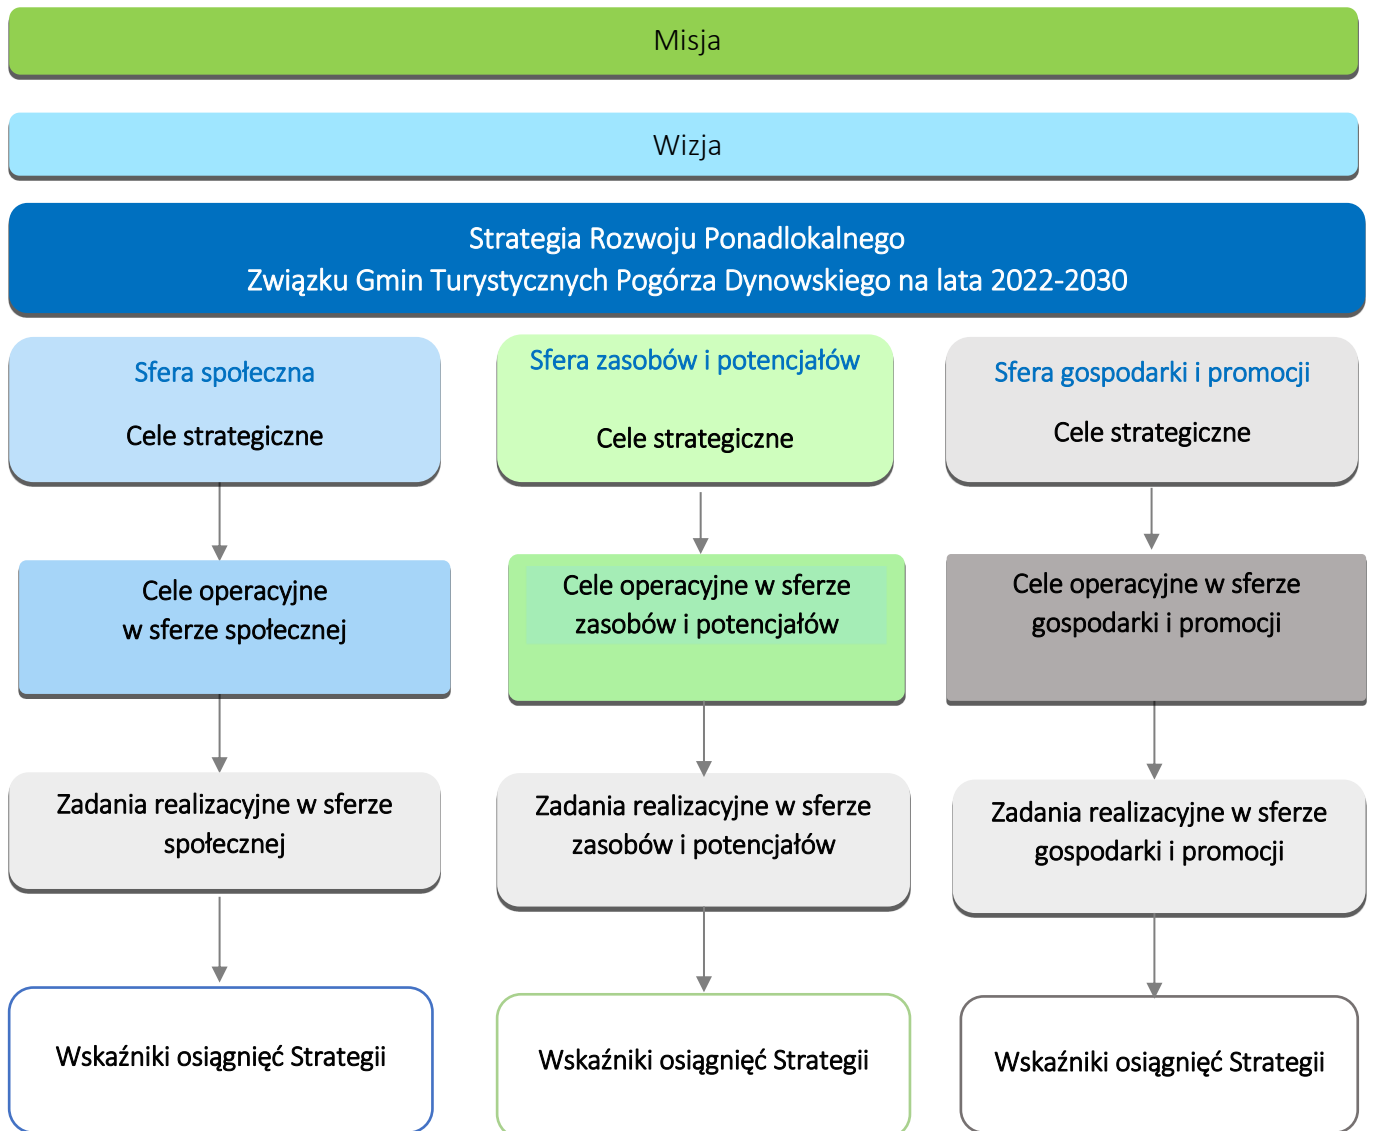 Misja
Wizja
Strategia Rozwoju Ponadlokalnego
Związku Gmin Turystycznych Pogórza Dynowskiego na lata 2022-2030
Sfera społeczna
Cele strategiczne
Sfera zasobów i potencjałów
Cele strategiczne
Sfera gospodarki i promocji
Cele strategiczne
Cele operacyjne
w sferze społecznej
Cele operacyjne w sferze
zasobów i potencjałów
Cele operacyjne w sferze
gospodarki i promocji
Zadania realizacyjne w sferze
społecznej
Zadania realizacyjne w sferze
zasobów i potencjałów
Zadania realizacyjne w sferze
gospodarki i promocji
Wskaźniki osiągnięć Strategii
Wskaźniki osiągnięć Strategii
Wskaźniki osiągnięć Strategii